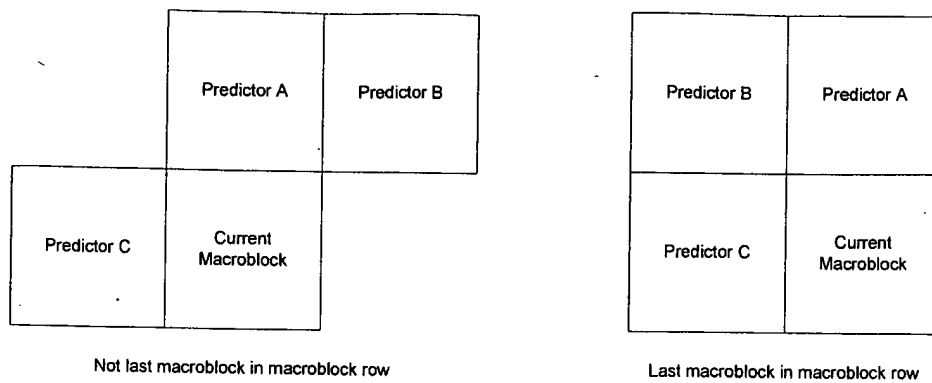 Predictor A
Predictor B
Predictor C
Current
Macroblock
Not last macroblock in macroblock row
Predictor B
Predictor A
Predictor C
Current
Macroblock
Last macroblock in macroblock row